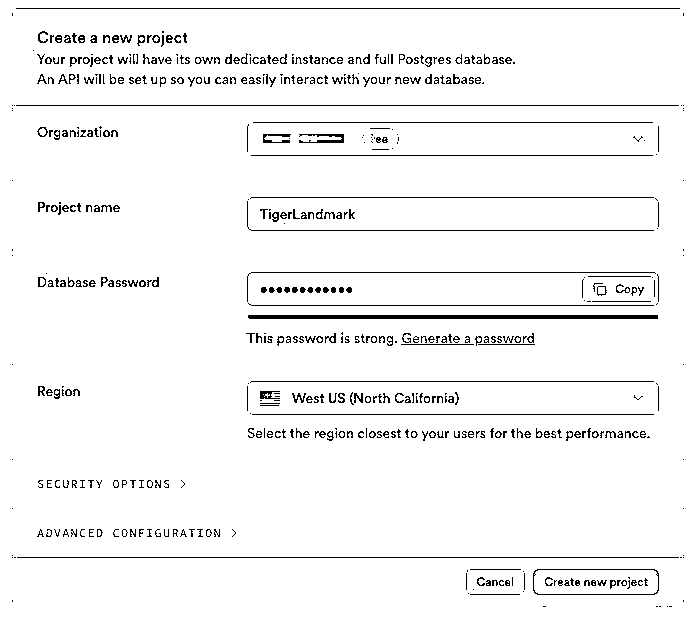 Create a new project
Your project will have its own dedicated instance and full Postgres database.
An API will be set up so you can easily interact with your new database.
Organization
Project name
TigerLandmark
Database Password
Copy
This password is strong. Generate a password
Region
West US (North California)
Select the region closest to your users for the best performance.
SECURITY OPTIONS
ADVANCED CONFIGURATION
Cancel
Create new project